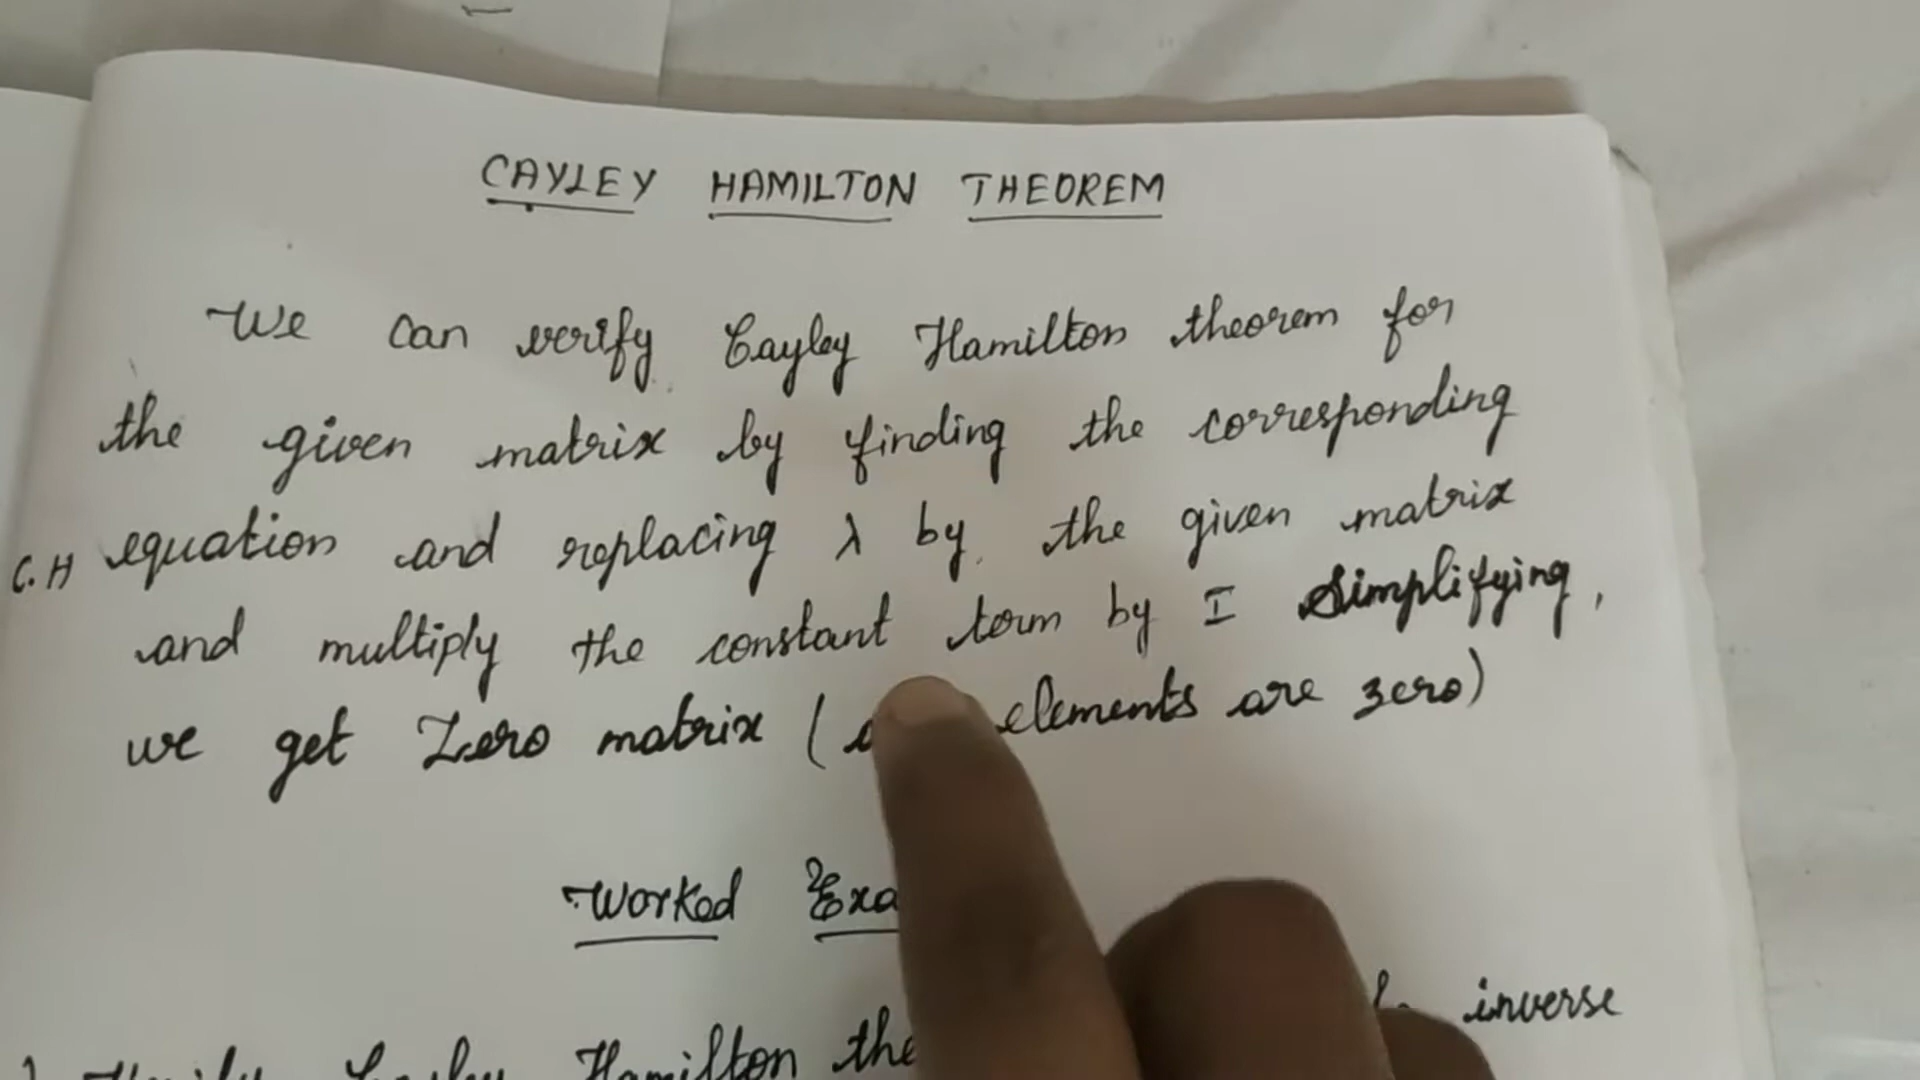 CAYLEY HAMILTON THEOREM
We can verify Cayley Hamilton theorem for
the given matrix by finding the corresponding
C.H equation and replacing λ by the given matrix
and multiply the constant term by I Simplifying,
we get Zero matrix ( elements are zero)
Worked
Hamilton inverse